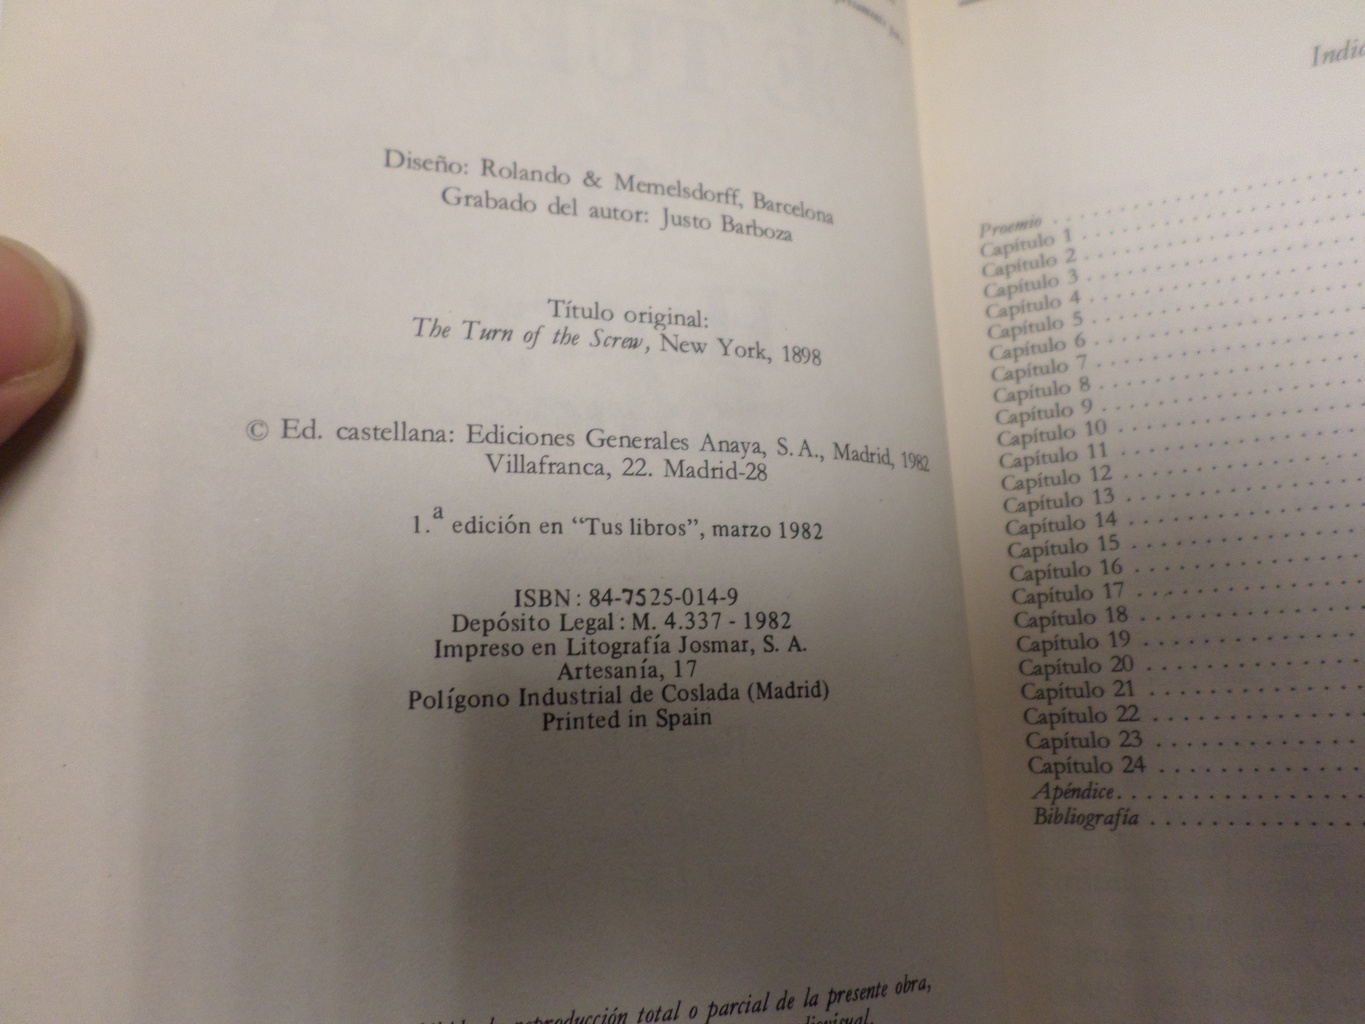 Diseño: Rolando & Memelsdorff, Barcelona
Grabado del autor: Justo Barboza
Título original:
The Turn of the Screw, New York, 1898
© Ed. castellana: Ediciones Generales Anaya, S. A., Madrid, 1982
Villafranca, 22. Madrid-28
1.ª edición en “Tus libros”, marzo 1982
ISBN: 84-7525-014-9
Depósito Legal: M. 4.337 - 1982
Impreso en Litografía Josmar, S. A.
Artesanía, 17
Polígono Industrial de Coslada (Madrid)
Printed in Spain
reproducción total o parcial de la presente obra,
Proemio
Capítulo 1
Capítulo 2
Capítulo 3
Capítulo 4
Capítulo 5
Capítulo 6
Capítulo 7
Capítulo 8
Capítulo 9
Capítulo 10
Capítulo 11
Capítulo 12
Capítulo 13
Capítulo 14
Capítulo 15
Capítulo 16
Capítulo 17
Capítulo 18
Capítulo 19
Capítulo 20
Capítulo 21
Capítulo 22
Capítulo 23
Capítulo 24
Apéndice
Bibliografía